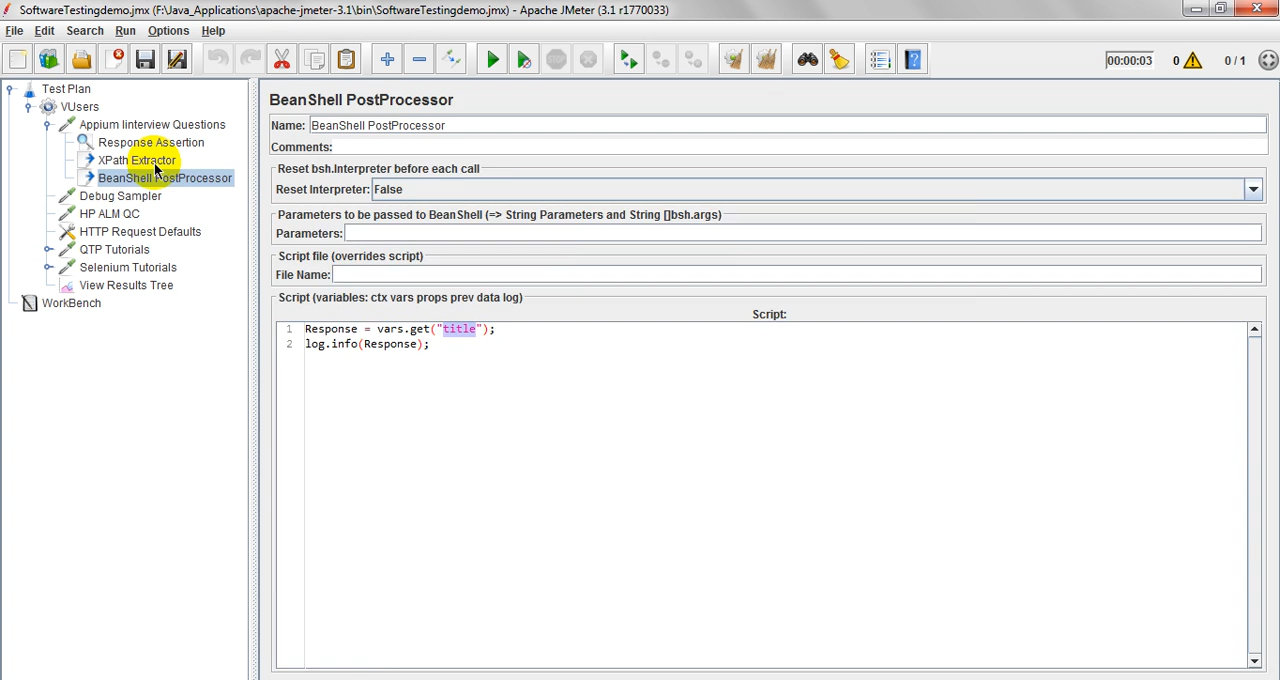 SoftwareTestingdemo.jmx (F:\Java_Applications\apache-jmeter-3.1\bin\SoftwareTestingdemo.jmx) - Apache JMeter (3.1 r1770033)
File Edit Search Run Options Help
00:00:03 0 0 / 1
Test Plan
VUsers
Appium Iinterview Questions
Response Assertion
XPath Extractor
BeanShell PostProcessor
Debug Sampler
HP ALM QC
HTTP Request Defaults
QTP Tutorials
Selenium Tutorials
View Results Tree
WorkBench
BeanShell PostProcessor
Name: BeanShell PostProcessor
Comments:
Reset bsh.Interpreter before each call
Reset Interpreter: False
Parameters to be passed to BeanShell (=> String Parameters and String []bsh.args)
Parameters:
Script file (overrides script)
File Name:
Script (variables: ctx vars props prev data log)
Script:
1 Response = vars.get("title");
2 log.info(Response);